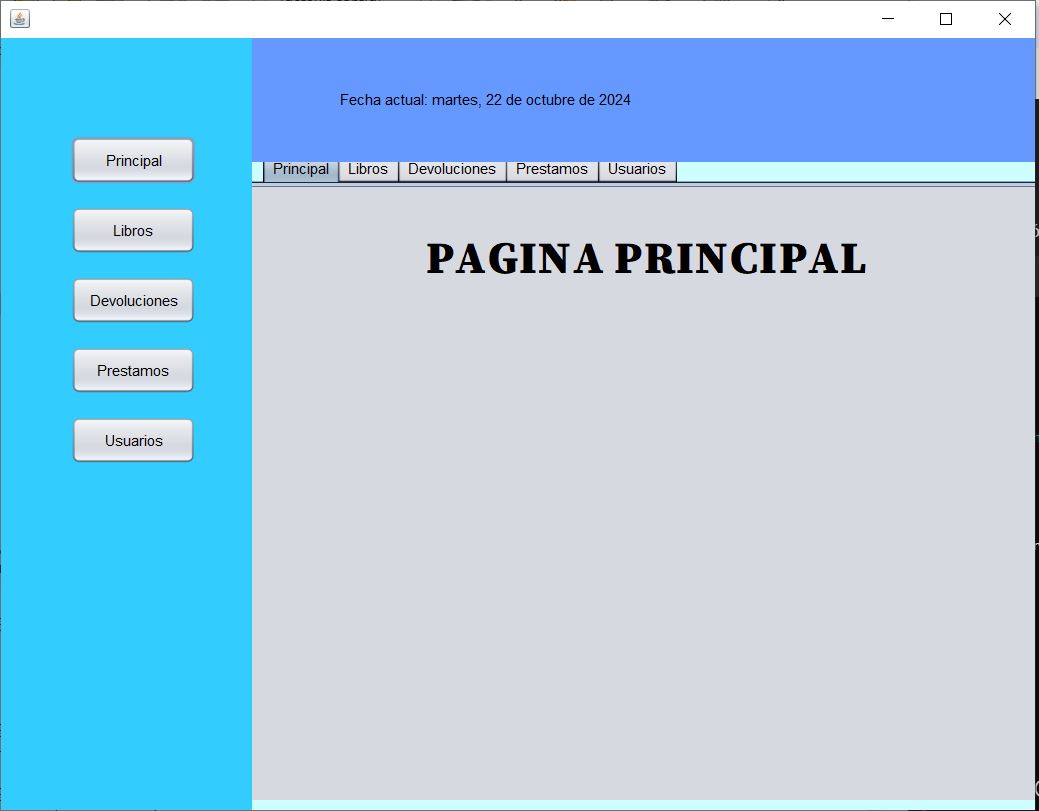 Fecha actual: martes, 22 de octubre de 2024
Principal Libros Devoluciones Prestamos Usuarios
PAGINA PRINCIPAL
Principal
Libros
Devoluciones
Prestamos
Usuarios